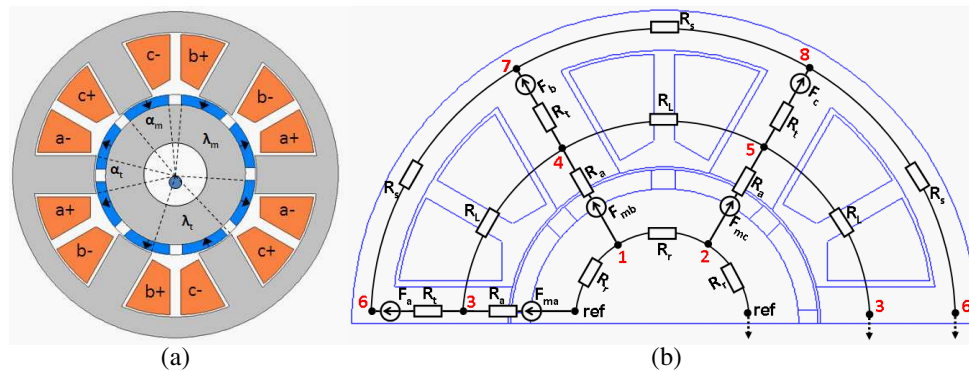 c- b+
c+ b-
a- a+
αm λm
αt
λt
a+ a-
b- c+
b+ c-
(a)
Rs
7 8
Fb Fc
Rt Rt
RL
4 5
Rs Rs
Ra Ra
Fmb Fmc
RL RL
1 Rr 2
Rr Rr
6 Fa Rt 3 Ra Fma ref ref 3 6
(b)